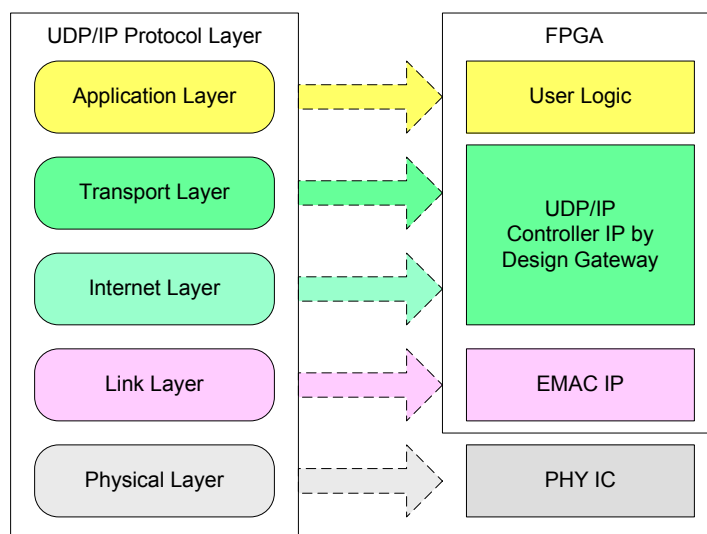 UDP/IP Protocol Layer
Application Layer
Transport Layer
Internet Layer
Link Layer
Physical Layer
FPGA
User Logic
UDP/IP
Controller IP by
Design Gateway
EMAC IP
PHY IC